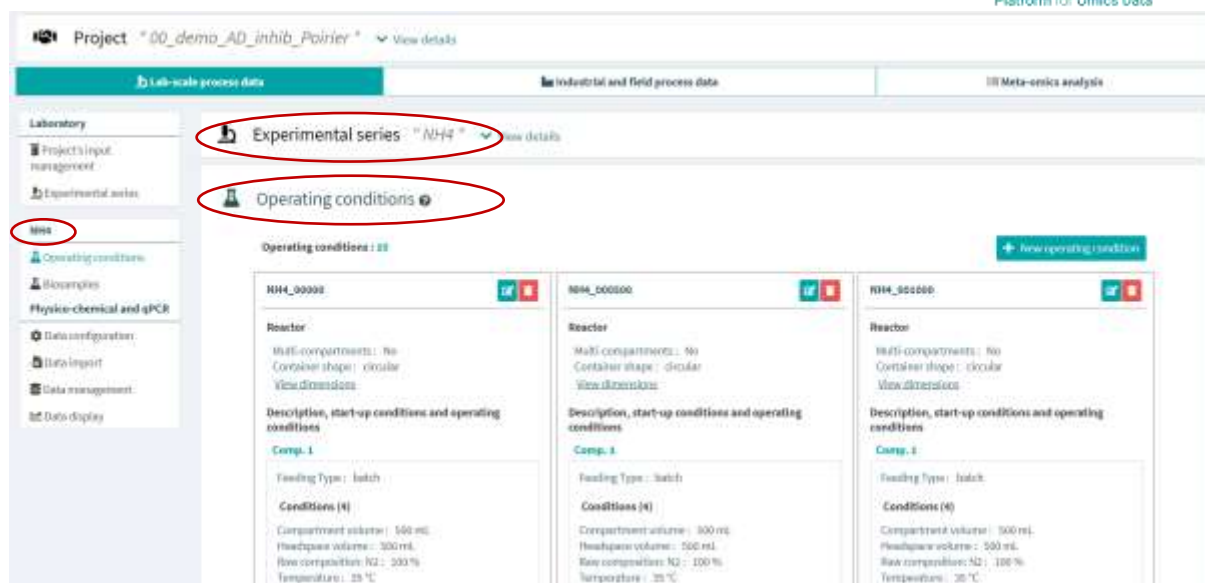 Platform for Omics Data
Project " 00_demo_AD_inhib_Poirier " View details
Lab-scale process data
Industrial and field process data
Meta-omics analysis
Laboratory
Project's input
management
Experimental series
NH4
Operating conditions
Biosamples
Physico-chemical and qPCR
Data configuration
Data import
Data management
Data display
Experimental series " NH4 " View details
Operating conditions
Operating conditions :
+ New operating condition
NH4_00000
Reactor
Multi-compartments : No
Container shape : circular
View dimensions
Description, start-up conditions and operating
conditions
Comp. 1
Feeding Type : batch
Conditions (4)
Compartment volume : 500 mL
Headspace volume : 500 mL
Raw composition: N2 : 100 %
Temperature : 35 °C
NH4_000500
Reactor
Multi-compartments : No
Container shape : circular
View dimensions
Description, start-up conditions and operating
conditions
Comp. 1
Feeding Type : batch
Conditions (4)
Compartment volume : 500 mL
Headspace volume : 500 mL
Raw composition: N2 : 100 %
Temperature : 35 °C
NH4_001000
Reactor
Multi-compartments : No
Container shape : circular
View dimensions
Description, start-up conditions and operating
conditions
Comp. 1
Feeding Type : batch
Conditions (4)
Compartment volume : 500 mL
Headspace volume : 500 mL
Raw composition: N2 : 100 %
Temperature : 35 °C